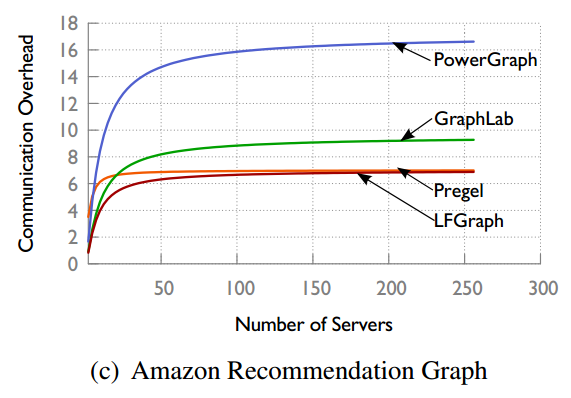 Communication Overhead
18
16
14
12
10
8
6
4
2
0
PowerGraph
GraphLab
Pregel
LFGraph
50 100 150 200 250 300
Number of Servers
(c) Amazon Recommendation Graph